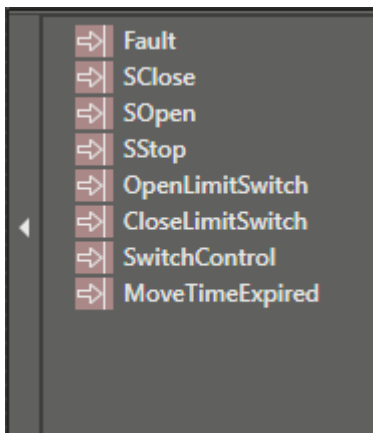 Fault
SClose
SOpen
SStop
OpenLimitSwitch
CloseLimitSwitch
SwitchControl
MoveTimeExpired